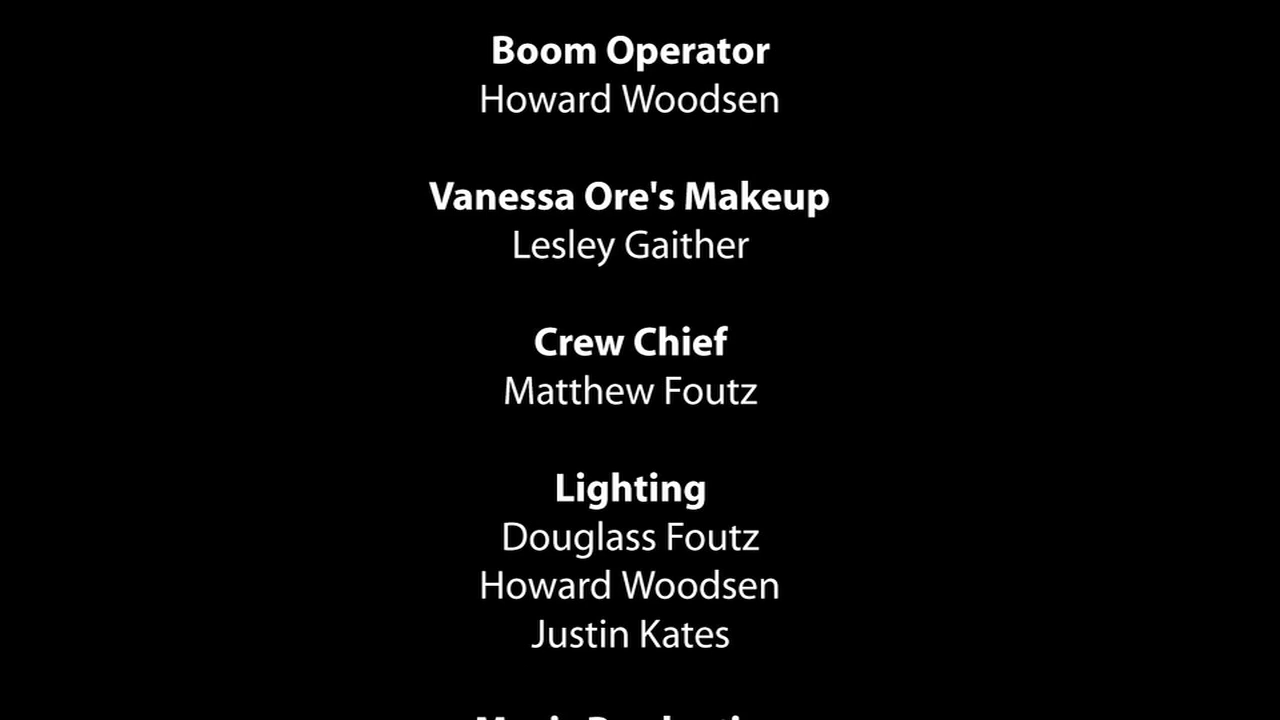 Boom Operator
Howard Woodsen
Vanessa Ore's Makeup
Lesley Gaither
Crew Chief
Matthew Foutz
Lighting
Douglass Foutz
Howard Woodsen
Justin Kates